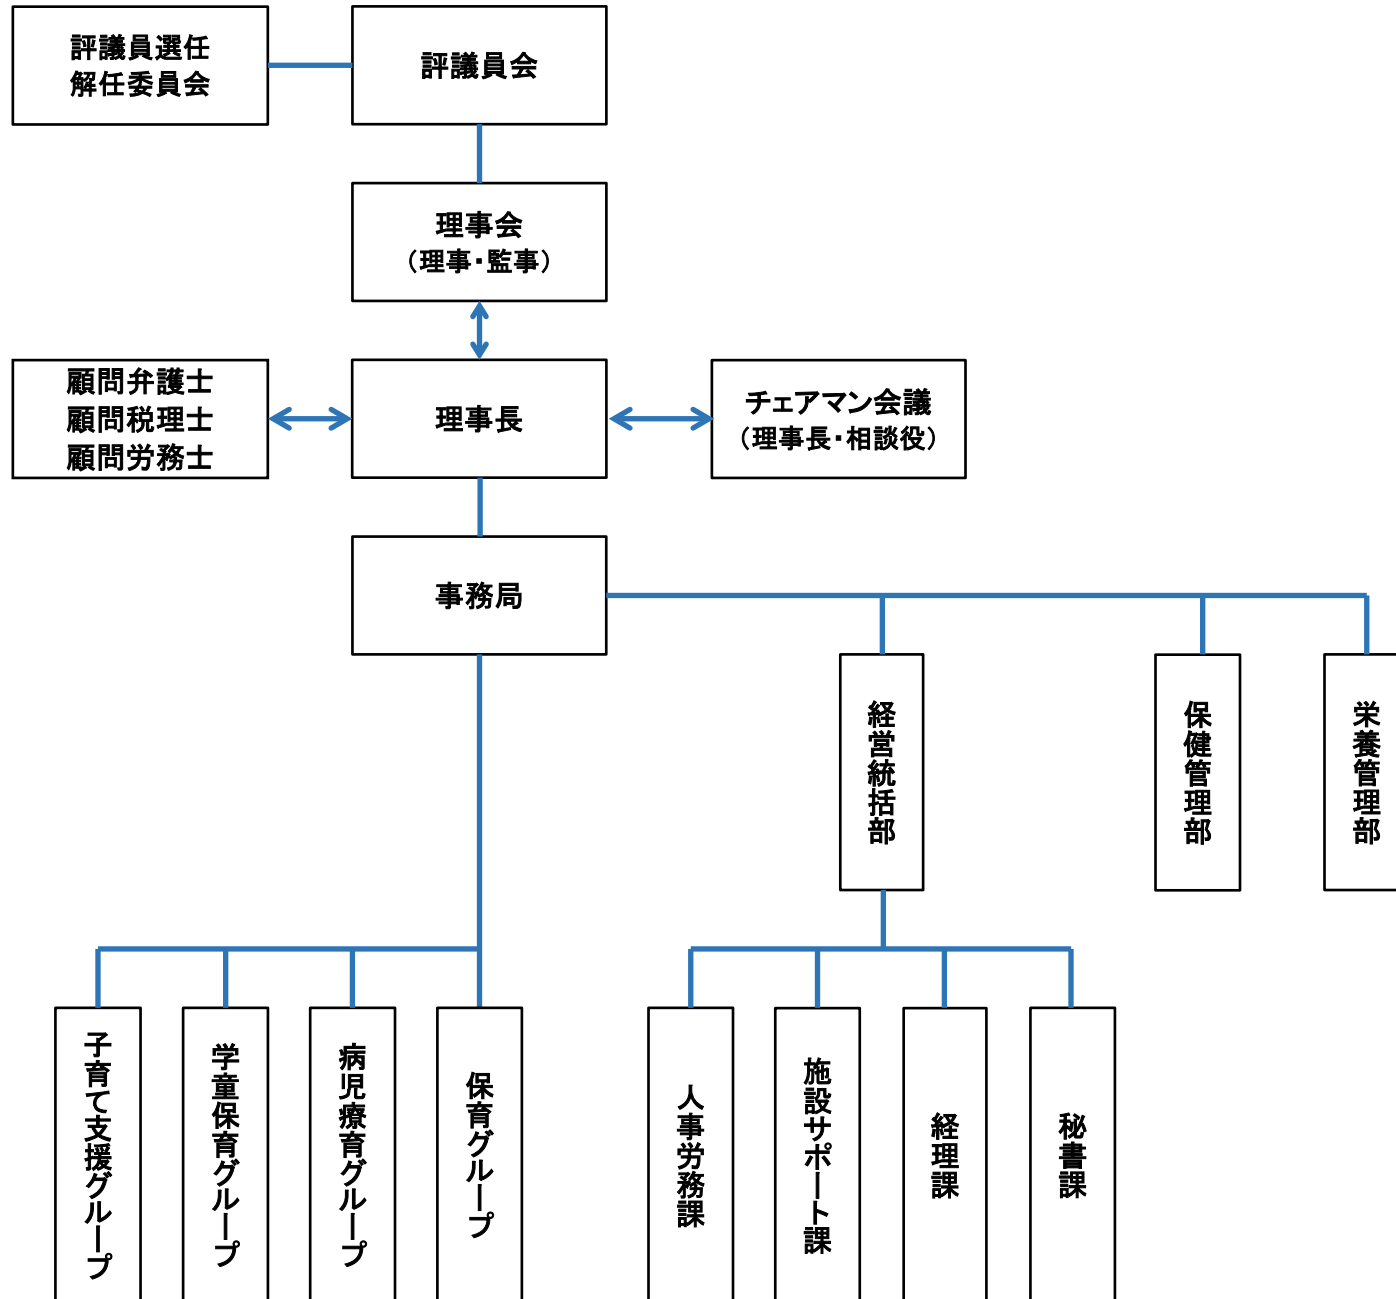 評議員選任
解任委員会
評議員会
理事会
（理事・監事）
顧問弁護士
顧問税理士
顧問労務士
理事長
チェアマン会議
（理事長・相談役）
事務局
経営統括部
保健管理部
栄養管理部
子育て支援グループ
学童保育グループ
病児療育グループ
保育グループ
人事労務課
施設サポート課
経理課
秘書課